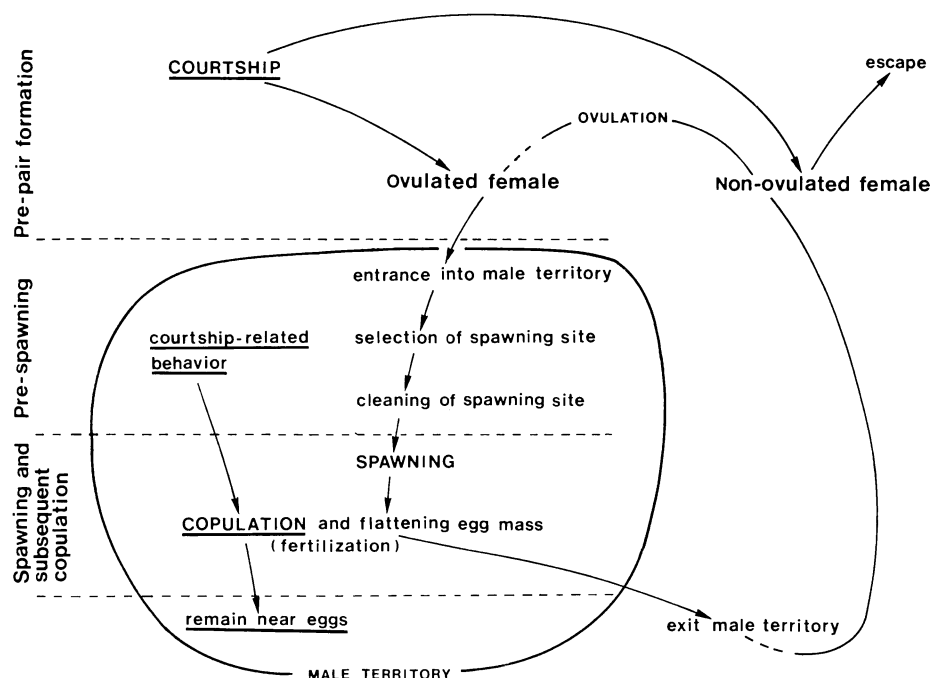 Pre-pair formation
COURTSHIP
escape
OVULATION
Ovulated female
Non-ovulated female
Pre-spawning
entrance into male territory
courtship-related
behavior
selection of spawning site
cleaning of spawning site
Spawning and
subsequent
copulation
SPAWNING
COPULATION and flattening egg mass
(fertilization)
remain near eggs
exit male territory
MALE TERRITORY